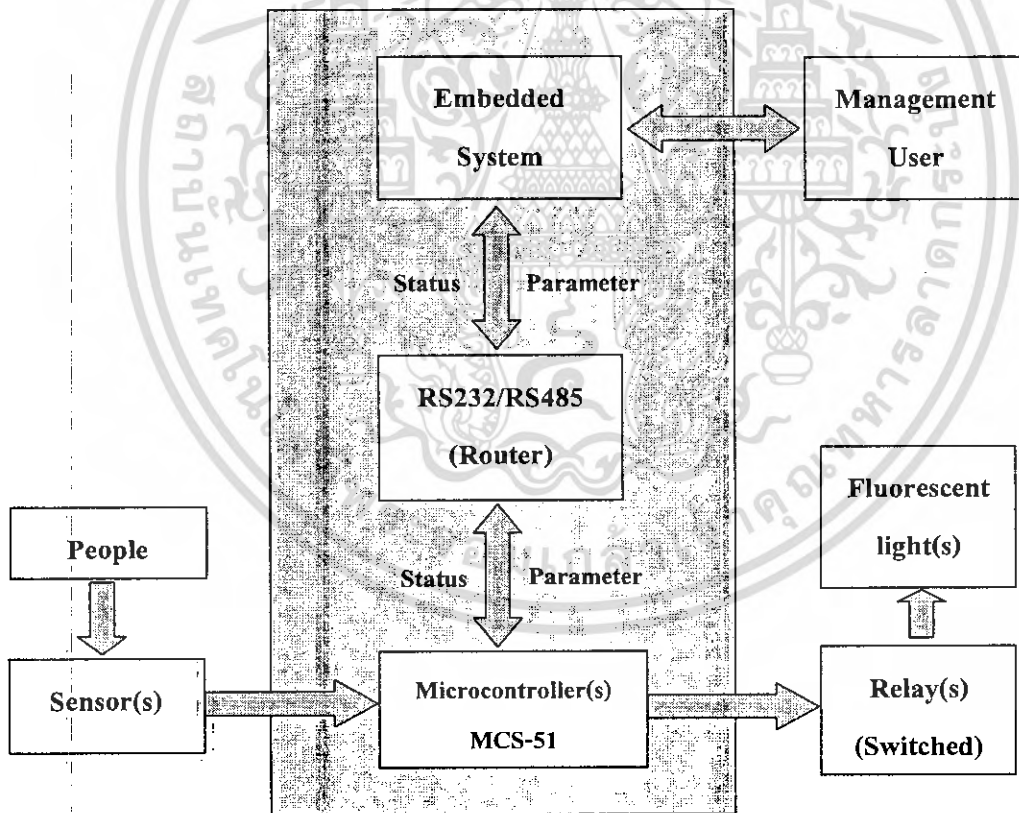 Embedded
System
Management
User
Status
Parameter
RS232/RS485
(Router)
People
Status
Parameter
Fluorescent
light(s)
Sensor(s)
Microcontroller(s)
MCS-51
Relay(s)
(Switched)